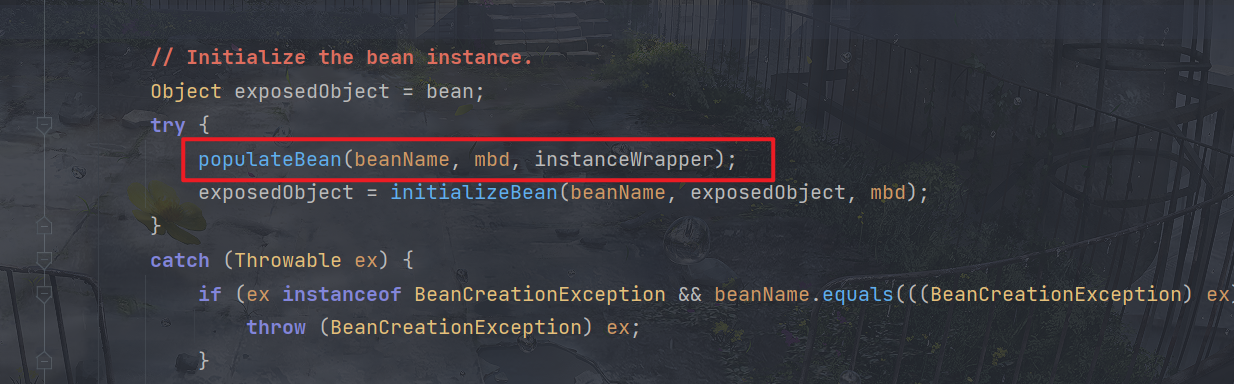 // Initialize the bean instance.
Object exposedObject = bean;
try {
populateBean(beanName, mbd, instanceWrapper);
exposedObject = initializeBean(beanName, exposedObject, mbd);
}
catch (Throwable ex) {
if (ex instanceof BeanCreationException && beanName.equals(((BeanCreationException) ex)
throw (BeanCreationException) ex;
}